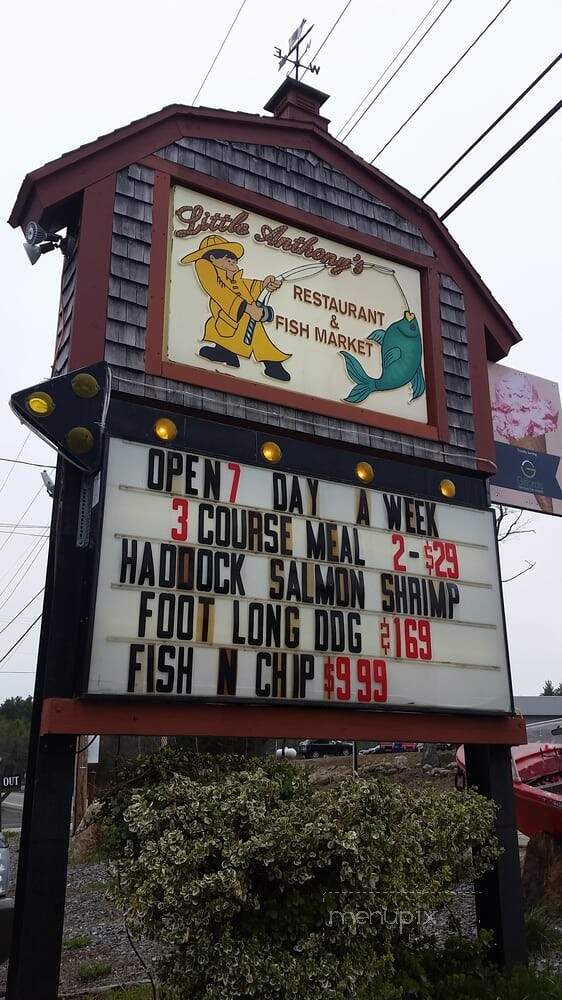 N
E
W
Little Anthony's
RESTAURANT
&
FISH MARKET
OPEN 7 DAY A WEEK
3 COURSE MEAL 2-$29
HADDOCK SALMON SHRIMP
FOOT LONG DOG $169
FISH N CHIP $999
G
OUT
menupix